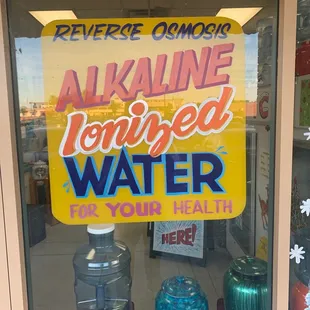 REVERSE OSMOSIS
ALKALINE
Ionized
WATER
FOR YOUR HEALTH
HERE!